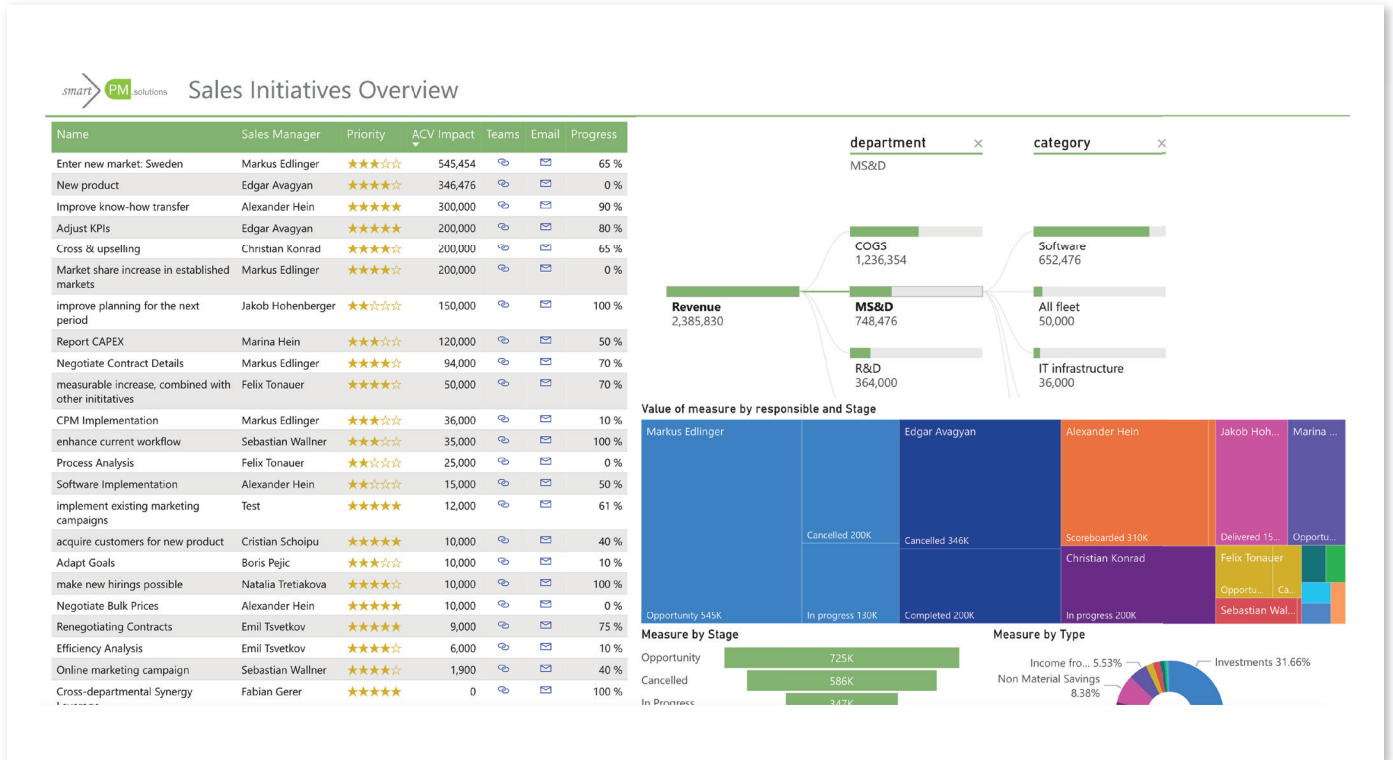 smart PM .solutions Sales Initiatives Overview
Name Sales Manager Priority ACV Impact Teams Email Progress
Enter new market: Sweden Markus Edlinger ★★★☆☆ 545,454 65 %
New product Edgar Avagyan ★★★★☆ 346,476 0 %
Improve know-how transfer Alexander Hein ★★★★★ 300,000 90 %
Adjust KPIs Edgar Avagyan ★★★★★ 200,000 80 %
Cross & upselling Christian Konrad ★★★★☆ 200,000 65 %
Market share increase in established Markus Edlinger ★★★★☆ 200,000 0 %
markets
improve planning for the next Jakob Hohenberger ★★☆☆☆ 150,000 100 %
period
Report CAPEX Marina Hein ★★★☆☆ 120,000 50 %
Negotiate Contract Details Markus Edlinger ★★★★☆ 94,000 70 %
measurable increase, combined with Felix Tonauer ★★★★☆ 50,000 70 %
other inititatives
CPM Implementation Markus Edlinger ★★★☆☆ 36,000 10 %
enhance current workflow Sebastian Wallner ★★★☆☆ 35,000 100 %
Process Analysis Felix Tonauer ★★☆☆☆ 25,000 0 %
Software Implementation Alexander Hein ★★☆☆☆ 15,000 50 %
implement existing marketing Test ★★★★★ 12,000 61 %
campaigns
acquire customers for new product Cristian Schoipu ★★★★★ 10,000 40 %
Adapt Goals Boris Pejic ★★★☆☆ 10,000 10 %
make new hirings possible Natalia Tretiakova ★★★★☆ 10,000 100 %
Negotiate Bulk Prices Alexander Hein ★★★★★ 10,000 0 %
Renegotiating Contracts Emil Tsvetkov ★★★★★ 9,000 75 %
Efficiency Analysis Emil Tsvetkov ★★★★☆ 6,000 10 %
Online marketing campaign Sebastian Wallner ★★★★☆ 1,900 40 %
Cross-departmental Synergy Fabian Gerer ★★★★★ 0 100 %
department × category ×
MS&D
COGS Software
1,236,354 652,476
Revenue MS&D All fleet
2,385,830 748,476 50,000
R&D IT infrastructure
364,000 36,000
Value of measure by responsible and Stage
Markus Edlinger Edgar Avagyan Alexander Hein Jakob Hoh... Marina ...
Cancelled 200K Cancelled 346K Scoreboarded 310K Delivered 15... Opportu...
Christian Konrad Felix Tonauer
Opportu... Ca...
Opportunity 545K In progress 130K Completed 200K In progress 200K Sebastian Wal...
Measure by Stage
Opportunity 725K
Cancelled 586K
In Progress 347K
Measure by Type
Income fro... 5.53% Investments 31.66%
Non Material Savings
8.38%